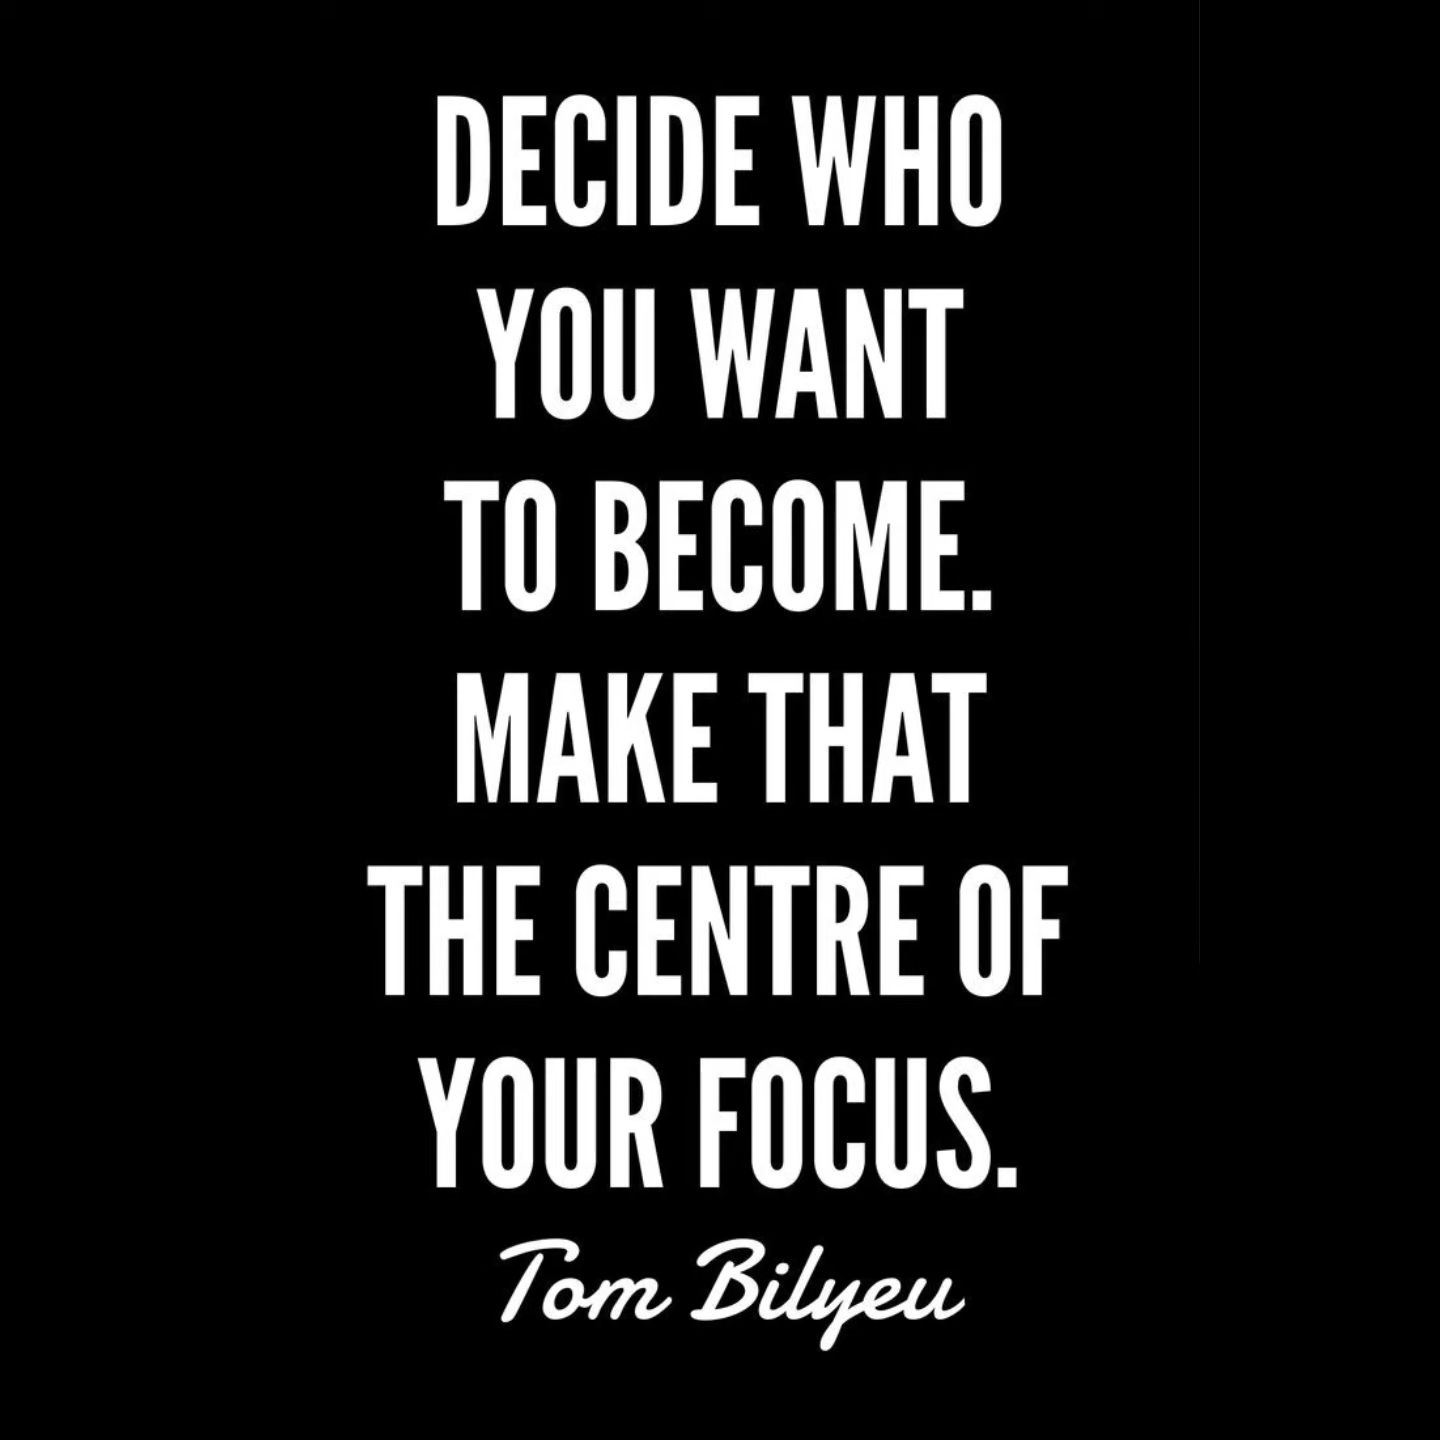 DECIDE WHO
YOU WANT
TO BECOME.
MAKE THAT
THE CENTRE OF
YOUR FOCUS.
Tom Bilyeu